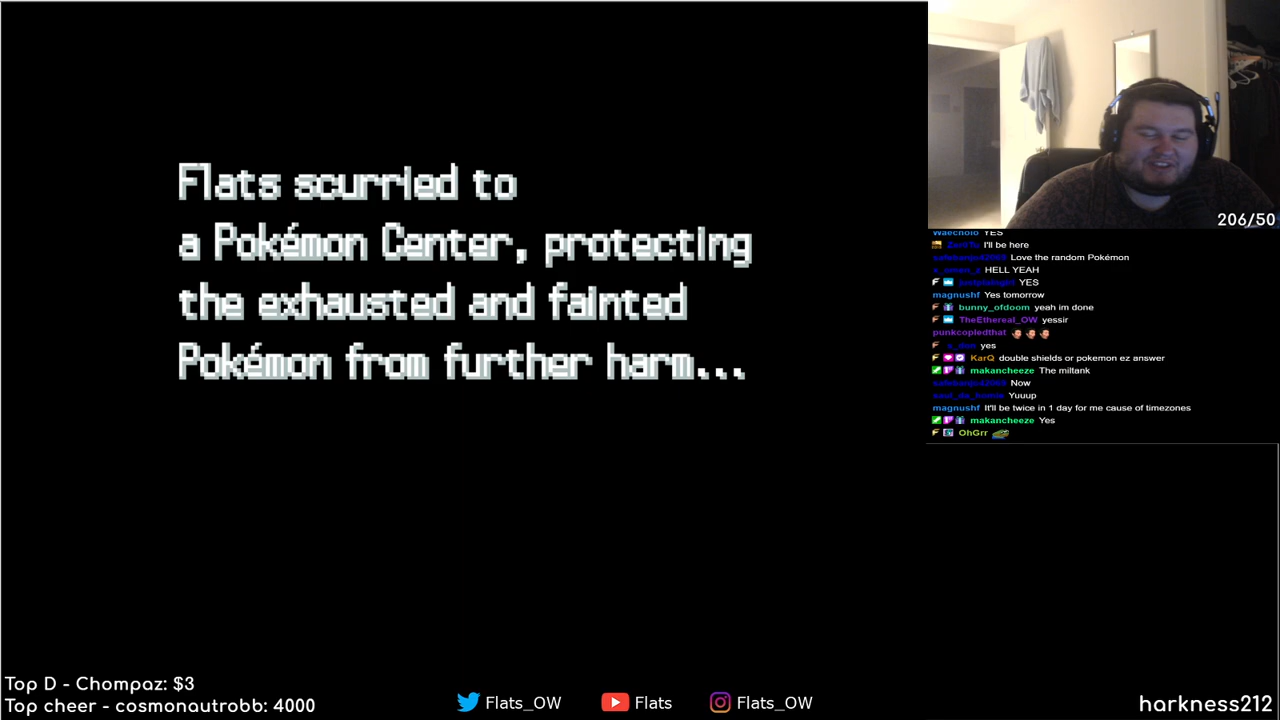 Flats scurried to
a Pokémon Center, protecting
the exhausted and fainted
Pokémon from further harm...
206/50
Waecholo YES
I'll be here
Love the random Pokémon
HELL YEAH
YES
magnushf Yes tomorrow
bunny_ofdoom yeah im done
TheEthereal_OW yessir
punkcopiedthat
yes
KarQ double shields or pokemon ez answer
makancheeze The miltank
Now
Yuuup
magnushf It'll be twice in 1 day for me cause of timezones
makancheeze Yes
OhGrr
Top D - Chompaz: $3
Top cheer - cosmonautrobb: 4000
Flats_OW
Flats
Flats_OW
harkness212